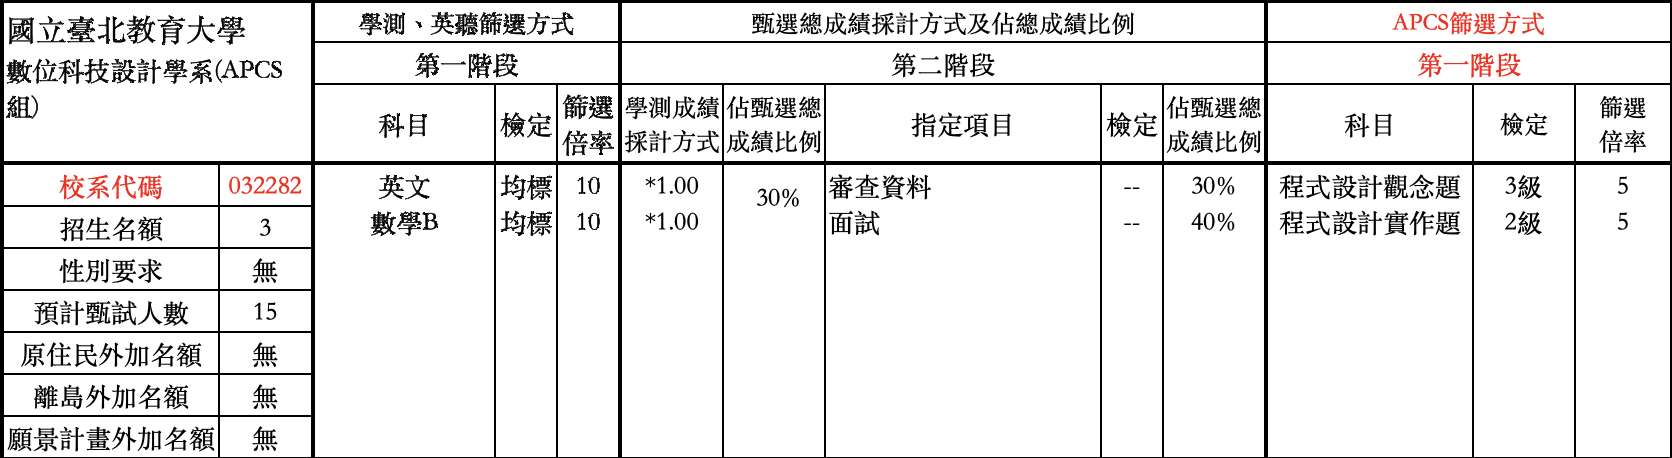 國立臺北教育大學
數位科技設計學系(APCS
組)
學測、英聽篩選方式
甄選總成績採計方式及佔總成績比例
APCS篩選方式
第一階段
第二階段
第一階段
科目
檢定
篩選
倍率
學測成績
採計方式
佔甄選總
成績比例
指定項目
檢定
佔甄選總
成績比例
科目
檢定
篩選
倍率
校系代碼 032282
招生名額 3
性別要求 無
預計甄試人數 15
原住民外加名額 無
離島外加名額 無
願景計畫外加名額 無
英文 均標 10 *1.00
數學B 均標 10 *1.00
30%
審查資料 -- 30%
面試 -- 40%
程式設計觀念題 3級 5
程式設計實作題 2級 5